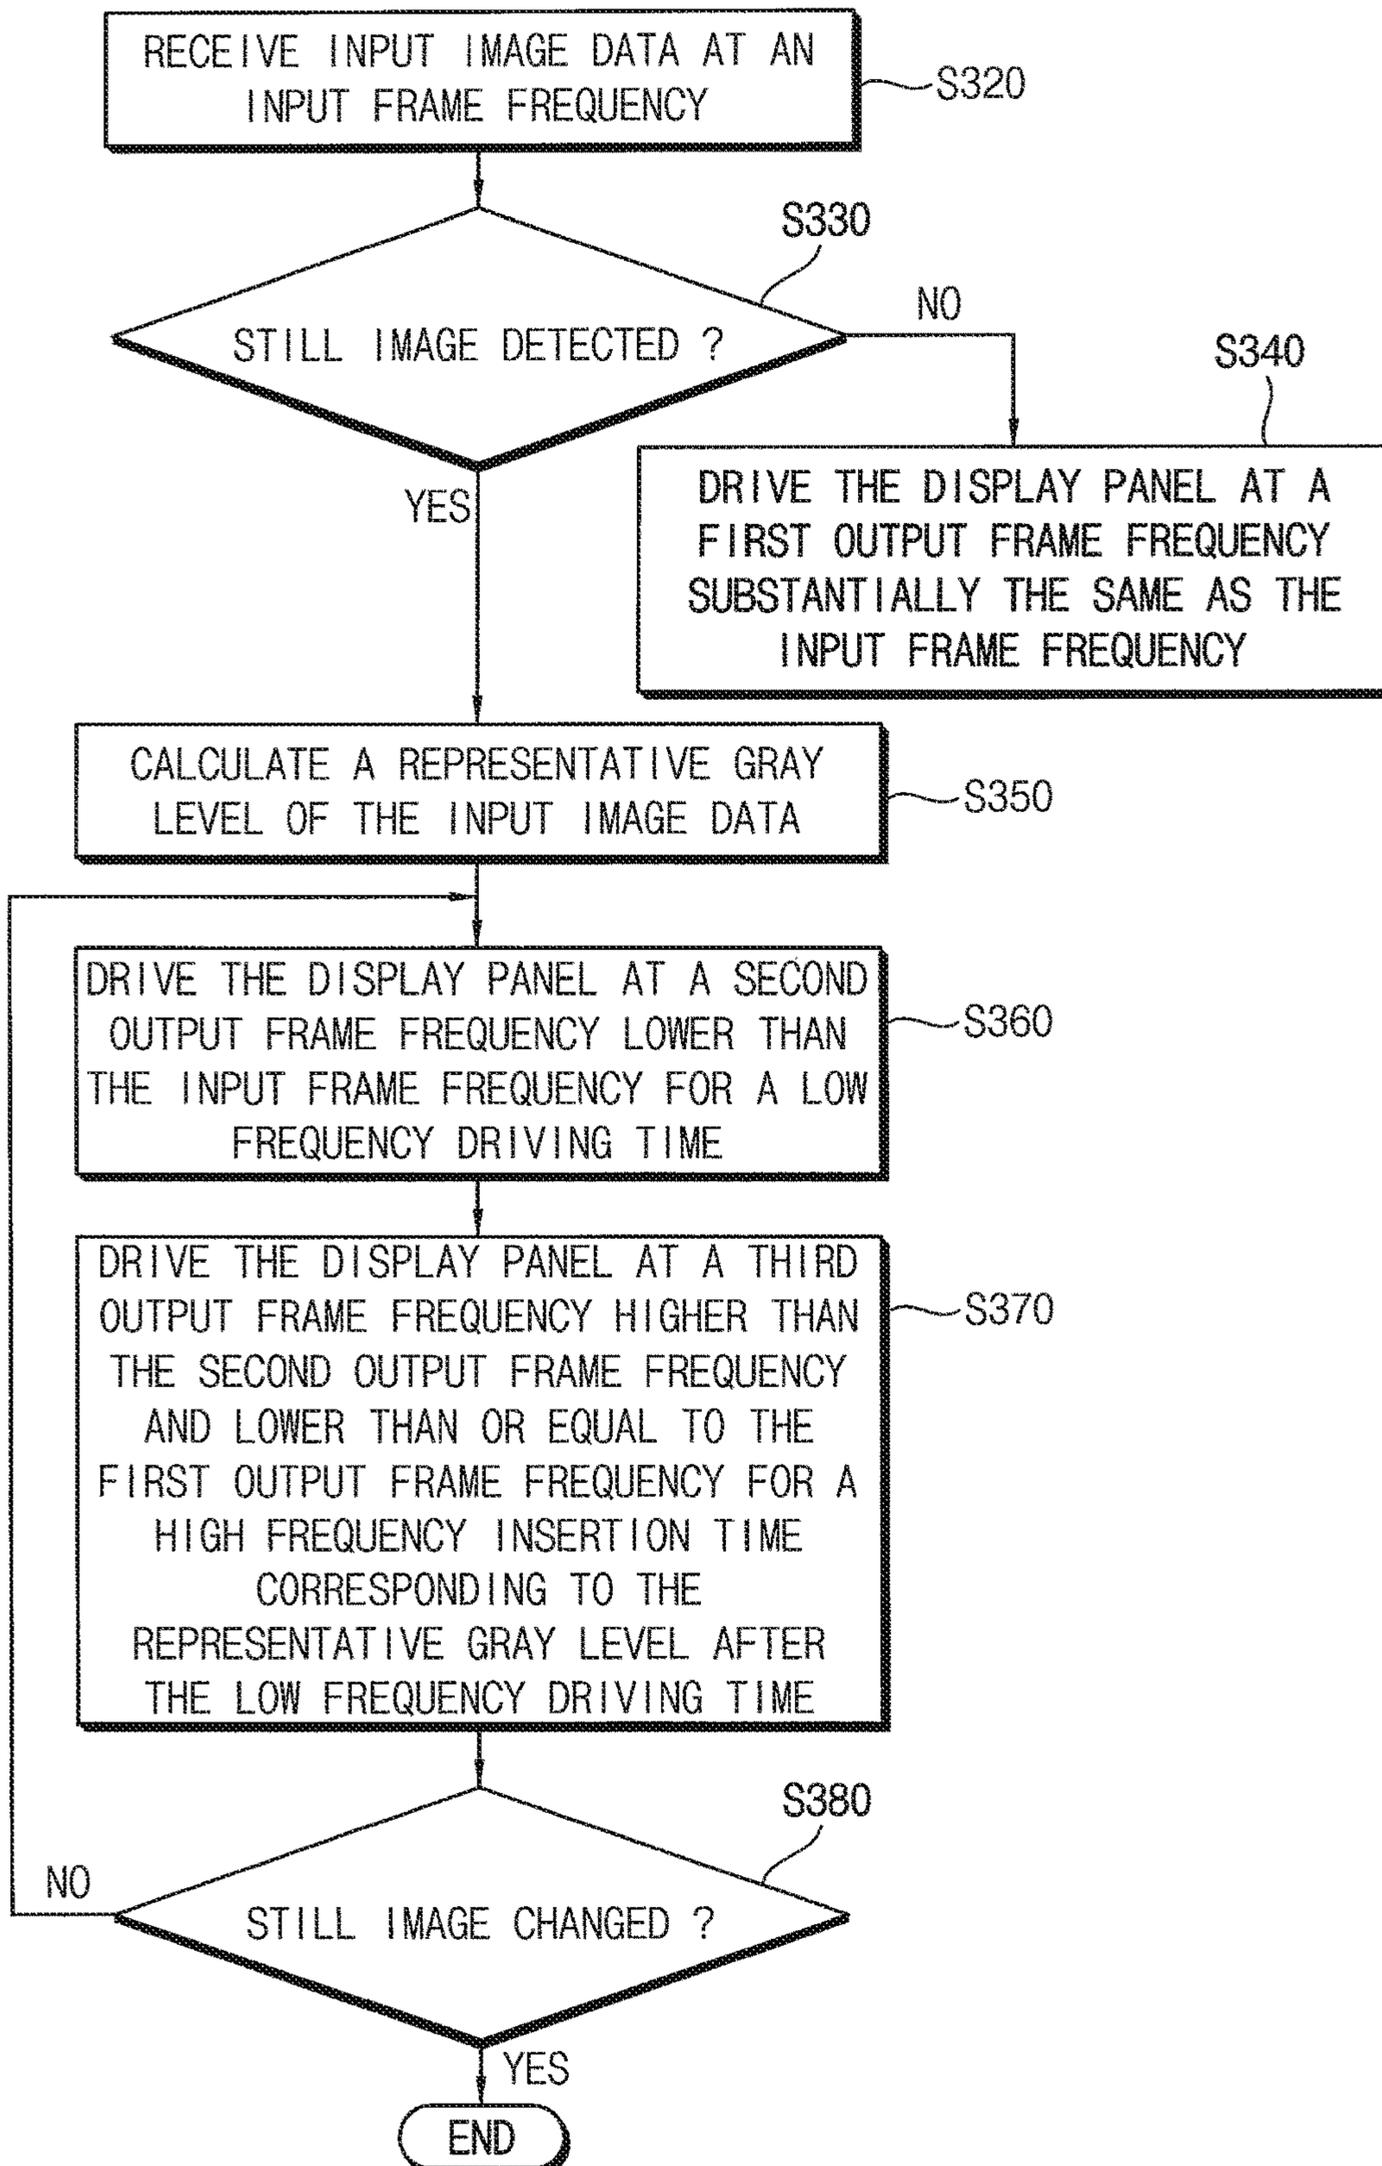 RECEIVE INPUT IMAGE DATA AT AN
INPUT FRAME FREQUENCY
S320
S330
STILL IMAGE DETECTED ?
NO
YES
S340
DRIVE THE DISPLAY PANEL AT A
FIRST OUTPUT FRAME FREQUENCY
SUBSTANTIALLY THE SAME AS THE
INPUT FRAME FREQUENCY
CALCULATE A REPRESENTATIVE GRAY
LEVEL OF THE INPUT IMAGE DATA
S350
DRIVE THE DISPLAY PANEL AT A SECOND
OUTPUT FRAME FREQUENCY LOWER THAN
THE INPUT FRAME FREQUENCY FOR A LOW
FREQUENCY DRIVING TIME
S360
DRIVE THE DISPLAY PANEL AT A THIRD
OUTPUT FRAME FREQUENCY HIGHER THAN
THE SECOND OUTPUT FRAME FREQUENCY
AND LOWER THAN OR EQUAL TO THE
FIRST OUTPUT FRAME FREQUENCY FOR A
HIGH FREQUENCY INSERTION TIME
CORRESPONDING TO THE
REPRESENTATIVE GRAY LEVEL AFTER
THE LOW FREQUENCY DRIVING TIME
S370
S380
STILL IMAGE CHANGED ?
NO
YES
END